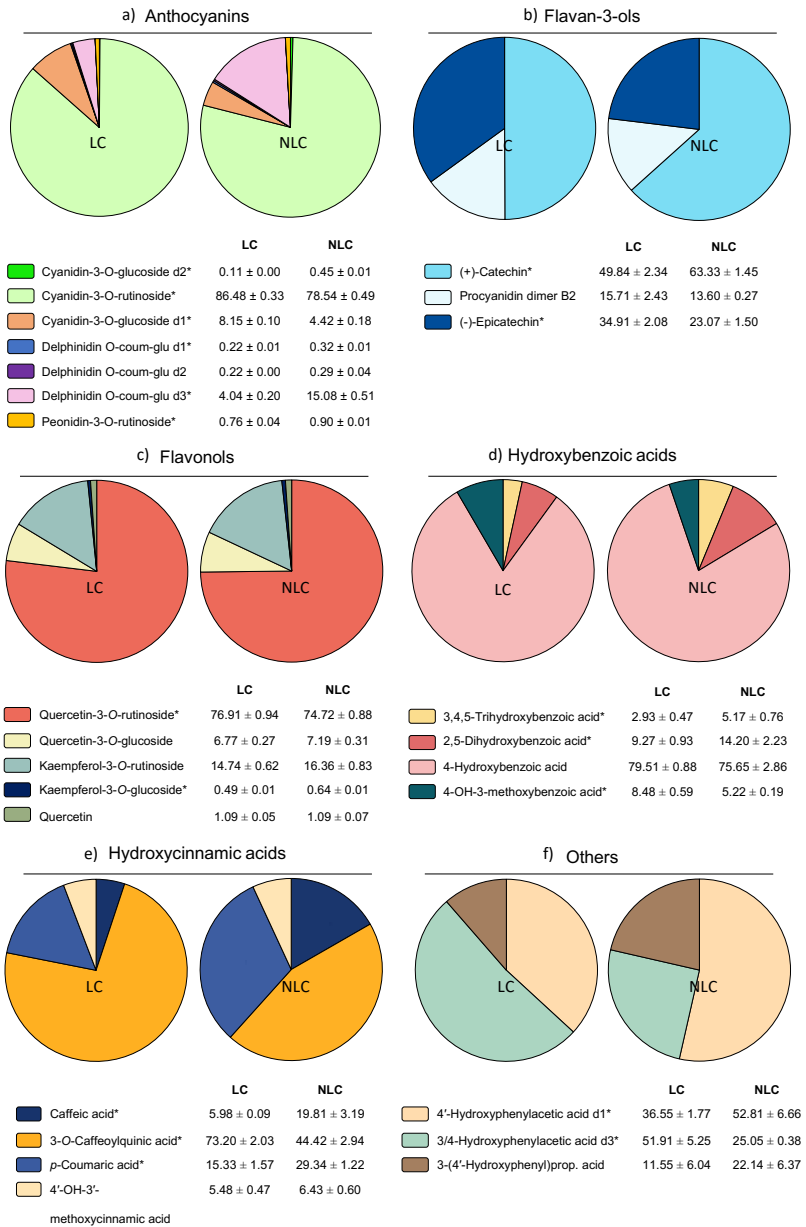 a) Anthocyanins
LC
NLC
LC NLC
Cyanidin-3-O-glucoside d2* 0.11 ± 0.00 0.45 ± 0.01
Cyanidin-3-O-rutinoside* 86.48 ± 0.33 78.54 ± 0.49
Cyanidin-3-O-glucoside d1* 8.15 ± 0.10 4.42 ± 0.18
Delphinidin O-coum-glu d1* 0.22 ± 0.01 0.32 ± 0.01
Delphinidin O-coum-glu d2 0.22 ± 0.00 0.29 ± 0.04
Delphinidin O-coum-glu d3* 4.04 ± 0.20 15.08 ± 0.51
Peonidin-3-O-rutinoside* 0.76 ± 0.04 0.90 ± 0.01
b) Flavan-3-ols
LC
NLC
LC NLC
(+)-Catechin* 49.84 ± 2.34 63.33 ± 1.45
Procyanidin dimer B2 15.71 ± 2.43 13.60 ± 0.27
(-)-Epicatechin* 34.91 ± 2.08 23.07 ± 1.50
c) Flavonols
LC
NLC
LC NLC
Quercetin-3-O-rutinoside* 76.91 ± 0.94 74.72 ± 0.88
Quercetin-3-O-glucoside 6.77 ± 0.27 7.19 ± 0.31
Kaempferol-3-O-rutinoside 14.74 ± 0.62 16.36 ± 0.83
Kaempferol-3-O-glucoside* 0.49 ± 0.01 0.64 ± 0.01
Quercetin 1.09 ± 0.05 1.09 ± 0.07
d) Hydroxybenzoic acids
LC
NLC
LC NLC
3,4,5-Trihydroxybenzoic acid* 2.93 ± 0.47 5.17 ± 0.76
2,5-Dihydroxybenzoic acid* 9.27 ± 0.93 14.20 ± 2.23
4-Hydroxybenzoic acid 79.51 ± 0.88 75.65 ± 2.86
4-OH-3-methoxybenzoic acid* 8.48 ± 0.59 5.22 ± 0.19
e) Hydroxycinnamic acids
LC
NLC
LC NLC
Caffeic acid* 5.98 ± 0.09 19.81 ± 3.19
3-O-Caffeoylquinic acid* 73.20 ± 2.03 44.42 ± 2.94
p-Coumaric acid* 15.33 ± 1.57 29.34 ± 1.22
4′-OH-3′- 5.48 ± 0.47 6.43 ± 0.60
methoxycinnamic acid
f) Others
LC
NLC
LC NLC
4′-Hydroxyphenylacetic acid d1* 36.55 ± 1.77 52.81 ± 6.66
3/4-Hydroxyphenylacetic acid d3* 51.91 ± 5.25 25.05 ± 0.38
3-(4′-Hydroxyphenyl)prop. acid 11.55 ± 6.04 22.14 ± 6.37